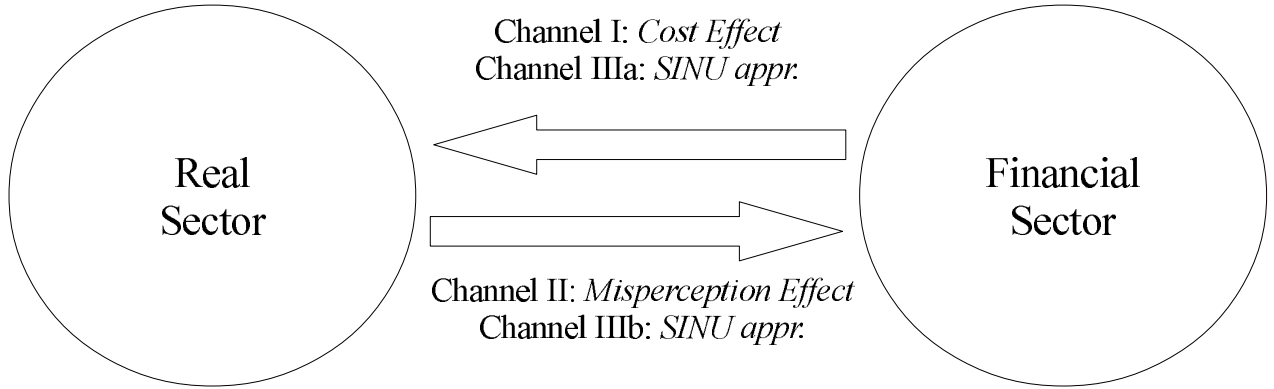 Channel I: Cost Effect
Channel IIIa: SINU appr.
Real
Sector
Financial
Sector
Channel II: Misperception Effect
Channel IIIb: SINU appr.